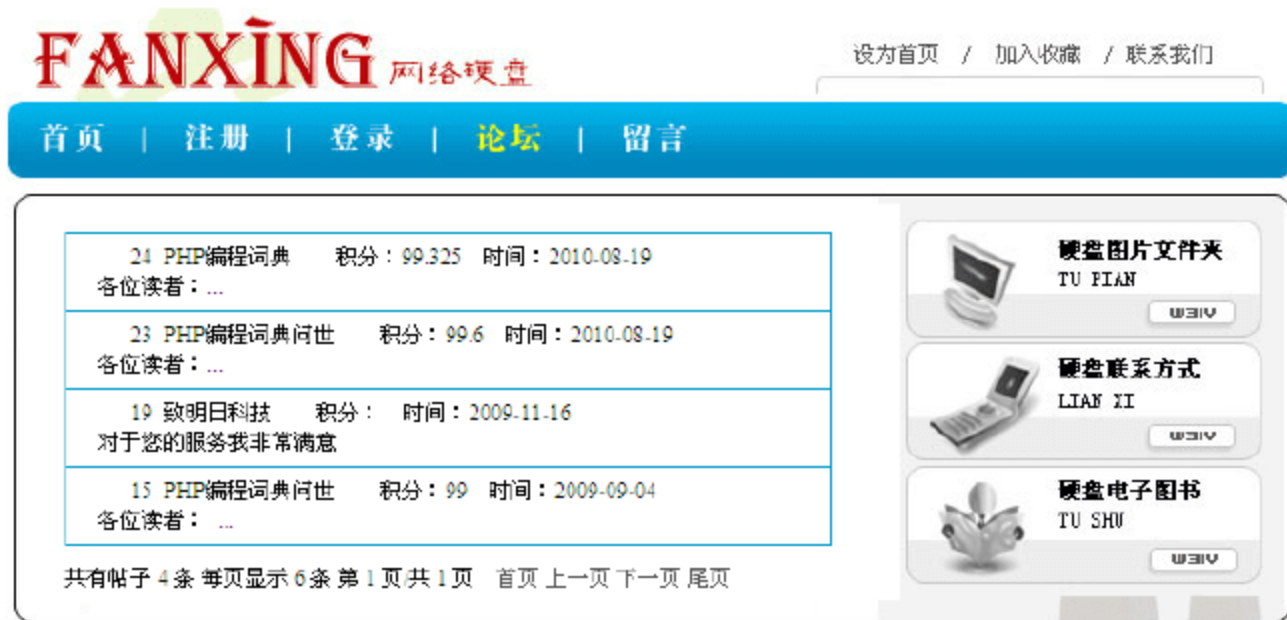 FANXING 网络硬盘
设为首页 / 加入收藏 / 联系我们
首页 | 注册 | 登录 | 论坛 | 留言
24 PHP编程词典 积分：99.325 时间：2010-08-19
各位读者：...
23 PHP编程词典问世 积分：99.6 时间：2010-08-19
各位读者：...
19 致明日科技 积分： 时间：2009-11-16
对于您的服务我非常满意
15 PHP编程词典问世 积分：99 时间：2009-09-04
各位读者： ...
共有帖子 4 条 每页显示 6 条 第 1 页/共 1 页 首页 上一页 下一页 尾页
硬盘图片文件夹
TU PIAN
VIEW
硬盘联系方式
LIAN XI
VIEW
硬盘电子图书
TU SHU
VIEW